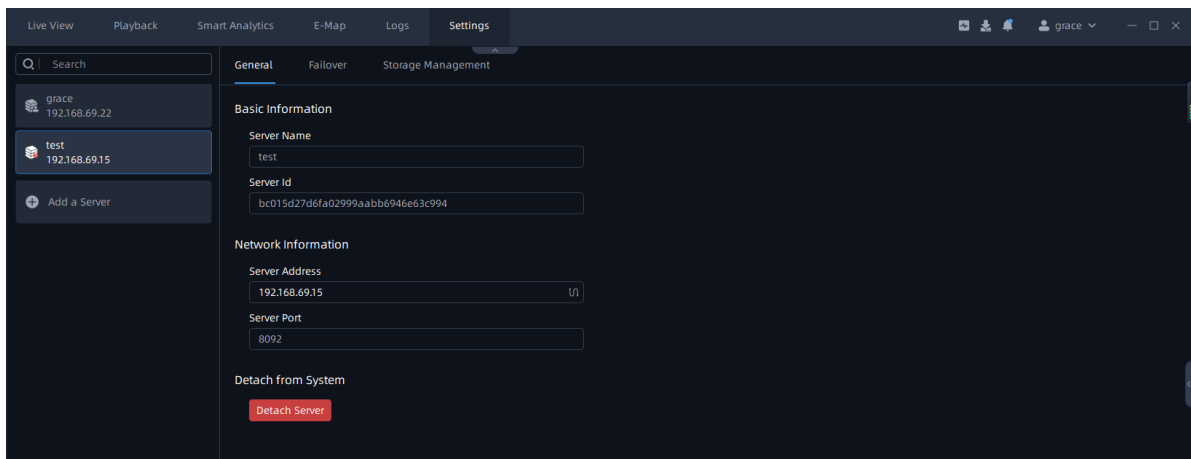 Live View Playback Smart Analytics E-Map Logs Settings grace
Search
grace
192.168.69.22
test
192.168.69.15
Add a Server
General Failover Storage Management
Basic Information
Server Name
test
Server Id
bc015d27d6fa02999aabb6946e63c994
Network Information
Server Address
192.168.69.15
Server Port
8092
Detach from System
Detach Server